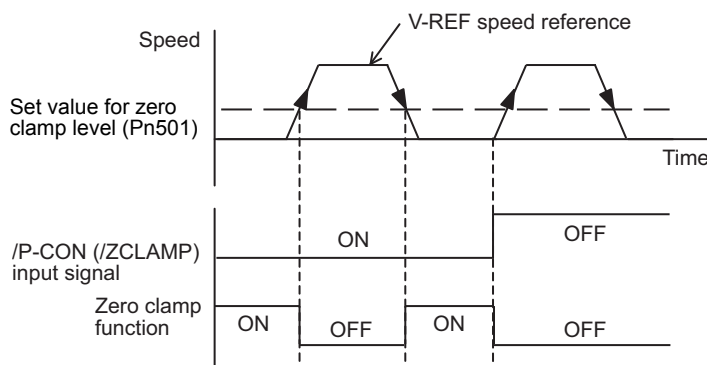 V-REF speed reference
Speed
Set value for zero
clamp level (Pn501)
Time
/P-CON (/ZCLAMP)
input signal
ON
OFF
Zero clamp
function
ON
OFF
ON
OFF